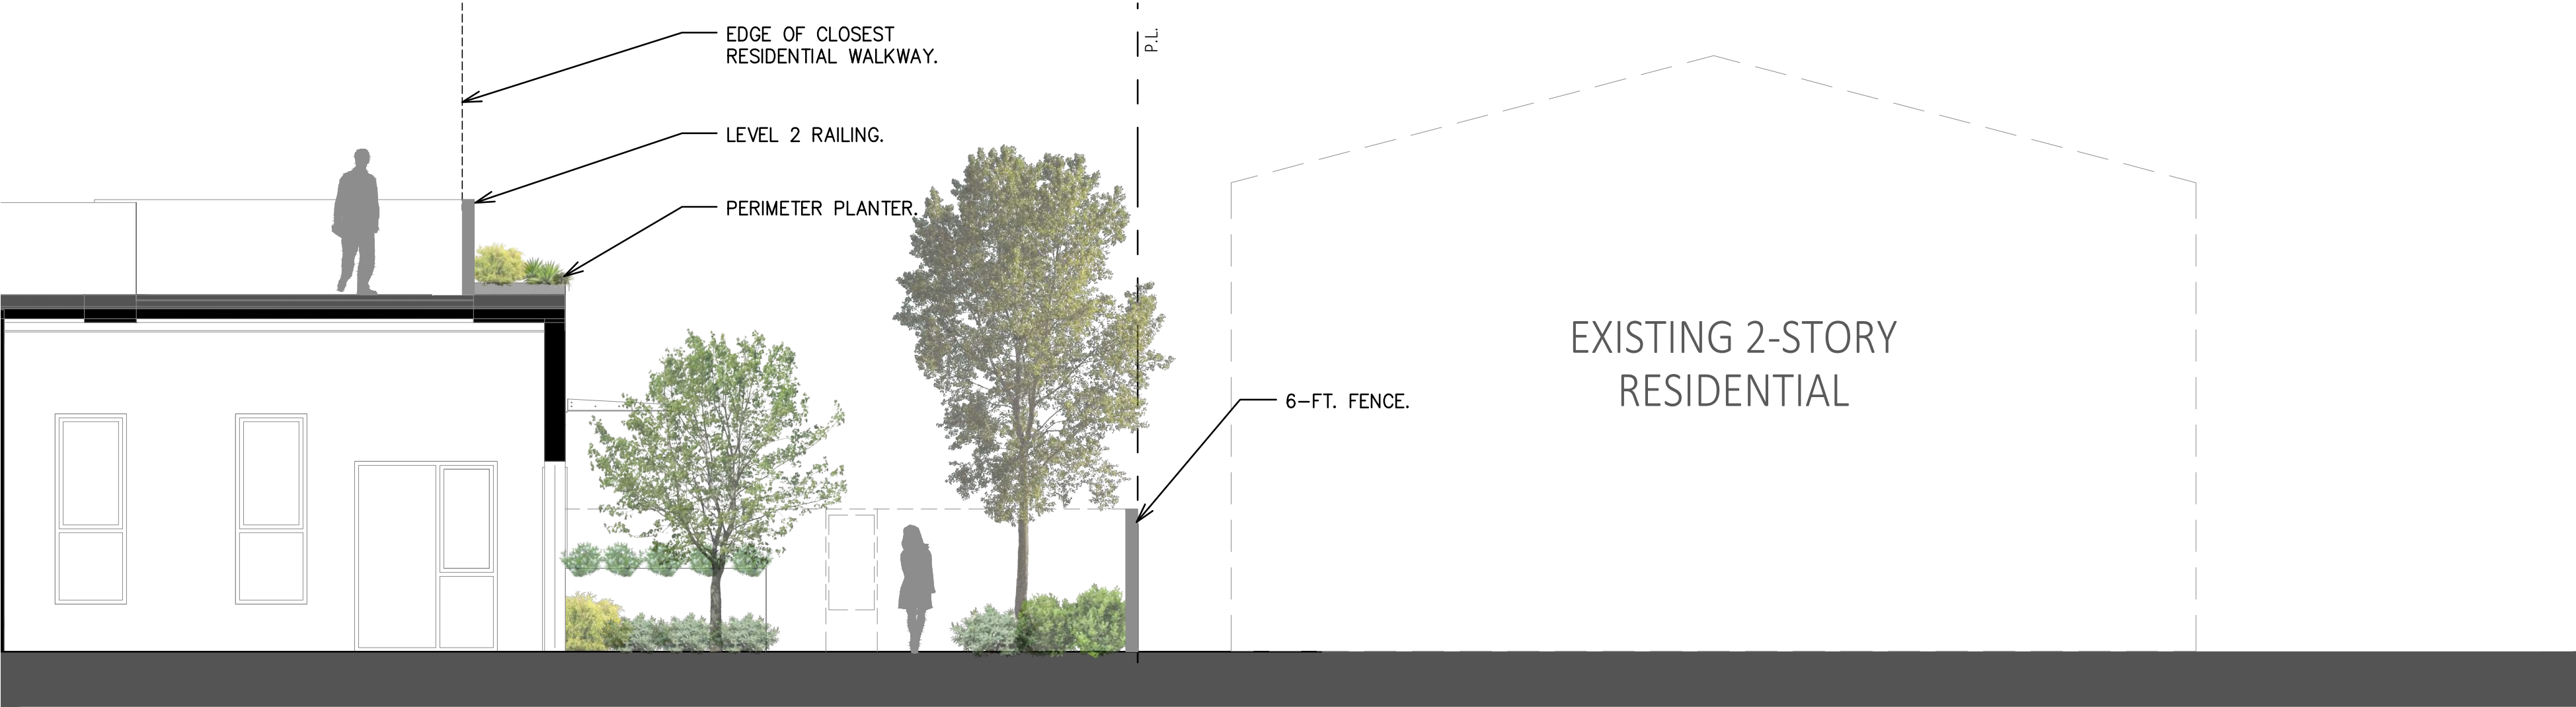 EDGE OF CLOSEST
RESIDENTIAL WALKWAY.
P.L.
LEVEL 2 RAILING.
PERIMETER PLANTER.
EXISTING 2-STORY
RESIDENTIAL
6-FT. FENCE.